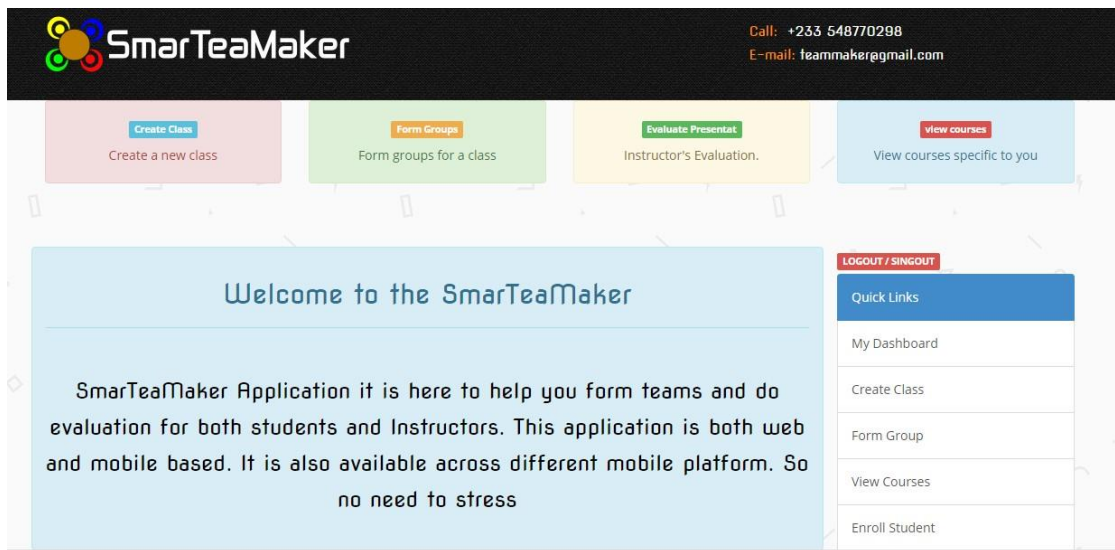 SmarTeaMaker
Call: +233 548770298
E-mail: teammaker@gmail.com
Create Class
Create a new class
Form Groups
Form groups for a class
Evaluate Presentat
Instructor's Evaluation.
view courses
View courses specific to you
Welcome to the SmarTeaMaker
SmarTeaMaker Application it is here to help you form teams and do
evaluation for both students and Instructors. This application is both web
and mobile based. It is also available across different mobile platform. So
no need to stress
LOGOUT / SINGOUT
Quick Links
My Dashboard
Create Class
Form Group
View Courses
Enroll Student